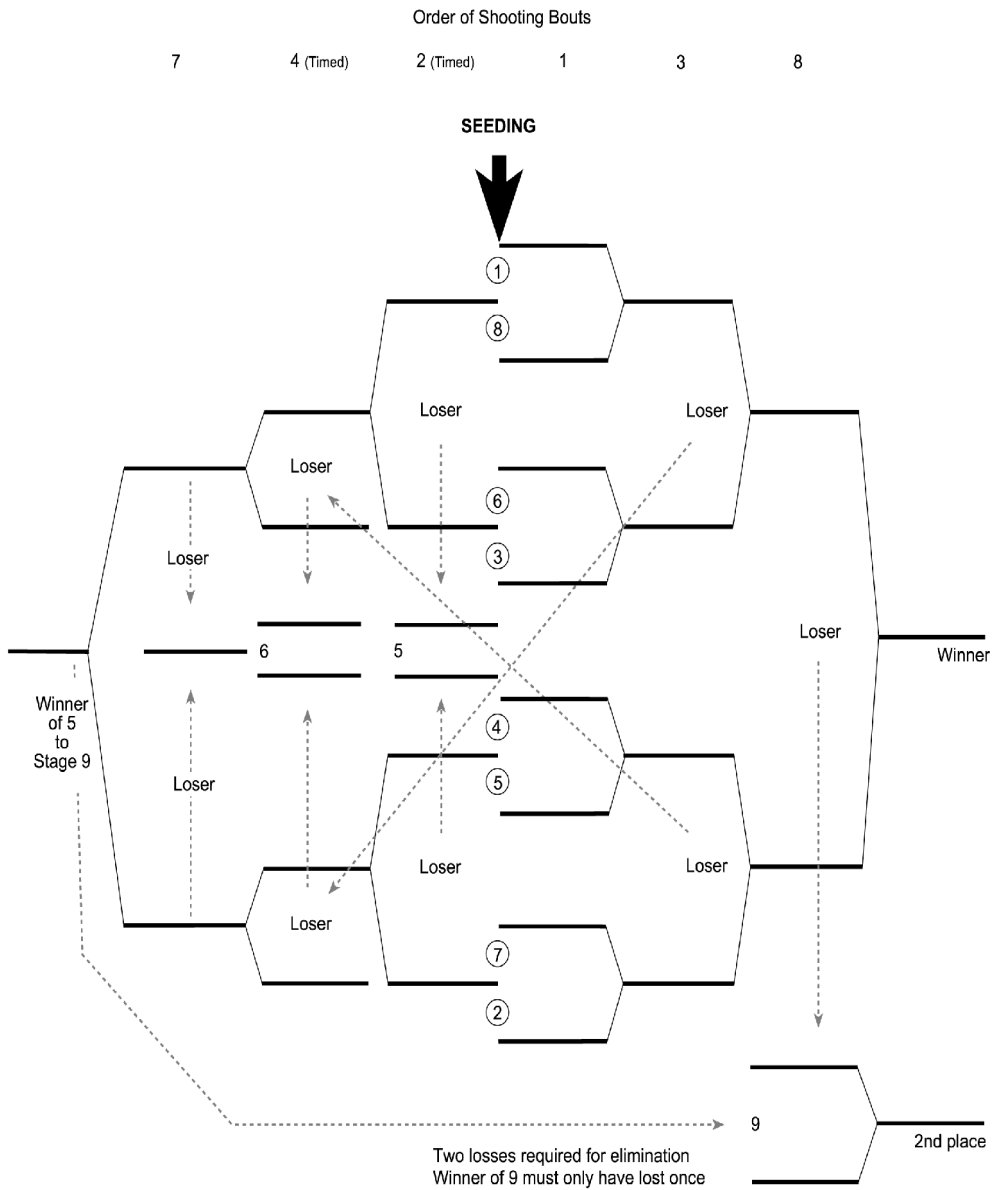 Order of Shooting Bouts
7 4 (Timed) 2 (Timed) 1 3 8
SEEDING
1
8
Loser Loser
Loser
6
3
Loser
6 5
Loser
Winner
Winner
of 5
to
Stage 9
4
5
Loser
Loser Loser
Loser
7
2
9
2nd place
Two losses required for elimination
Winner of 9 must only have lost once